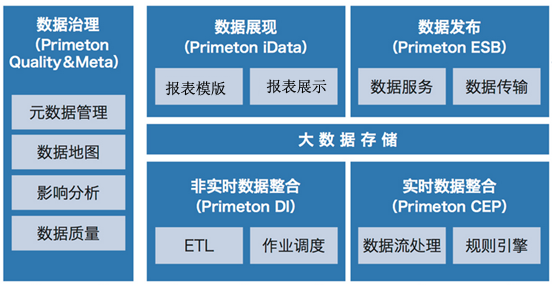 数据治理
（Primeton
Quality&Meta）
元数据管理
数据地图
影响分析
数据质量
数据展现
（Primeton iData）
报表模版
报表展示
数据发布
（Primeton ESB）
数据服务
数据传输
大数据存储
非实时数据整合
（Primeton DI）
ETL
作业调度
实时数据整合
（Primeton CEP）
数据流处理
规则引擎